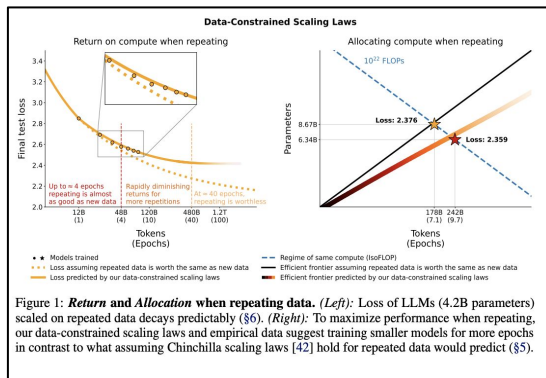 Data-Constrained Scaling Laws
Return on compute when repeating
Final test loss
3.4
3.2
3.0
2.8
2.6
2.4
2.2
2.0
Up to ≈ 4 epochs
repeating is almost
as good as new data
Rapidly diminishing
returns for
more repetitions
At ≈ 40 epochs,
repeating is worthless
12B
(1)
48B
(4)
120B
(10)
480B
(40)
1.2T
(100)
Tokens
(Epochs)
Allocating compute when repeating
Parameters
10²² FLOPs
8.67B
6.34B
Loss: 2.376
Loss: 2.359
178B
(7.1)
242B
(9.7)
Tokens
(Epochs)
Models trained
Loss assuming repeated data is worth the same as new data
Loss predicted by our data-constrained scaling laws
Regime of same compute (IsoFLOP)
Efficient frontier assuming repeated data is worth the same as new data
Efficient frontier predicted by our data-constrained scaling laws
Figure 1: Return and Allocation when repeating data. (Left): Loss of LLMs (4.2B parameters)
scaled on repeated data decays predictably (§6). (Right): To maximize performance when repeating,
our data-constrained scaling laws and empirical data suggest training smaller models for more epochs
in contrast to what assuming Chinchilla scaling laws [42] hold for repeated data would predict (§5).